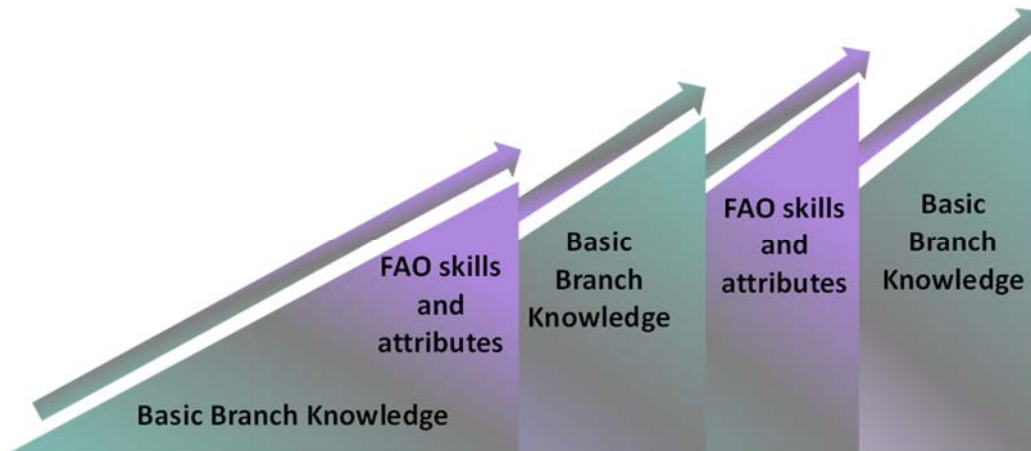 FAO skills
and
attributes
Basic Branch Knowledge
Basic
Branch
Knowledge
FAO skills
and
attributes
Basic
Branch
Knowledge